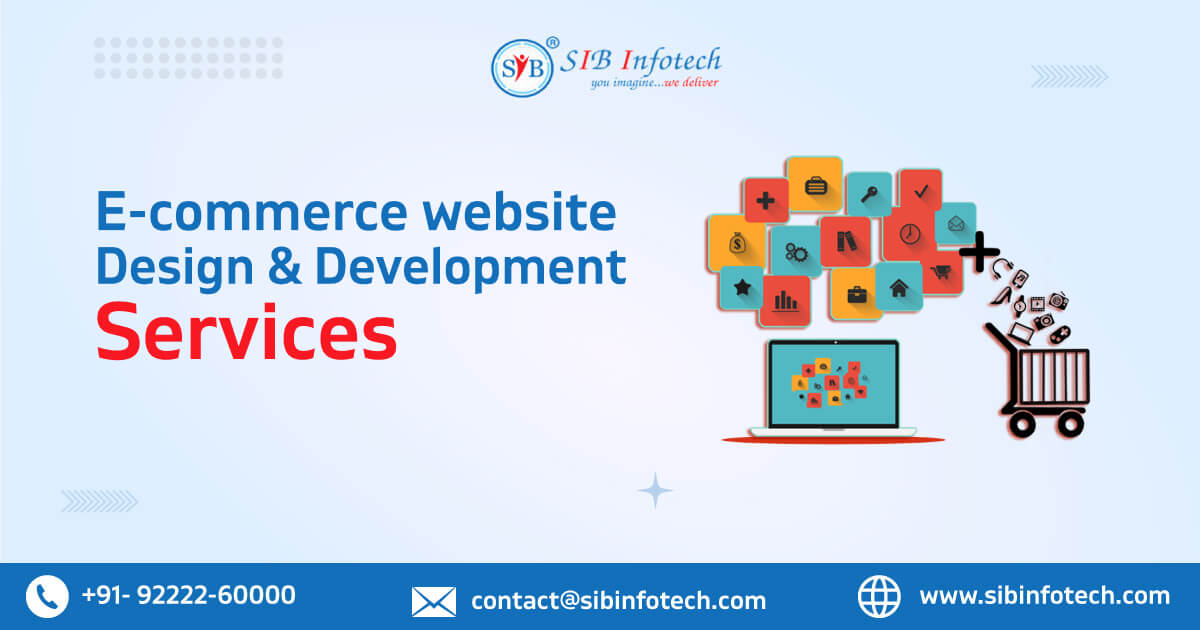 SIB® SIB Infotech
you imagine...we deliver
E-commerce website
Design & Development
Services
$
+91- 92222-60000
contact@sibinfotech.com
www.sibinfotech.com